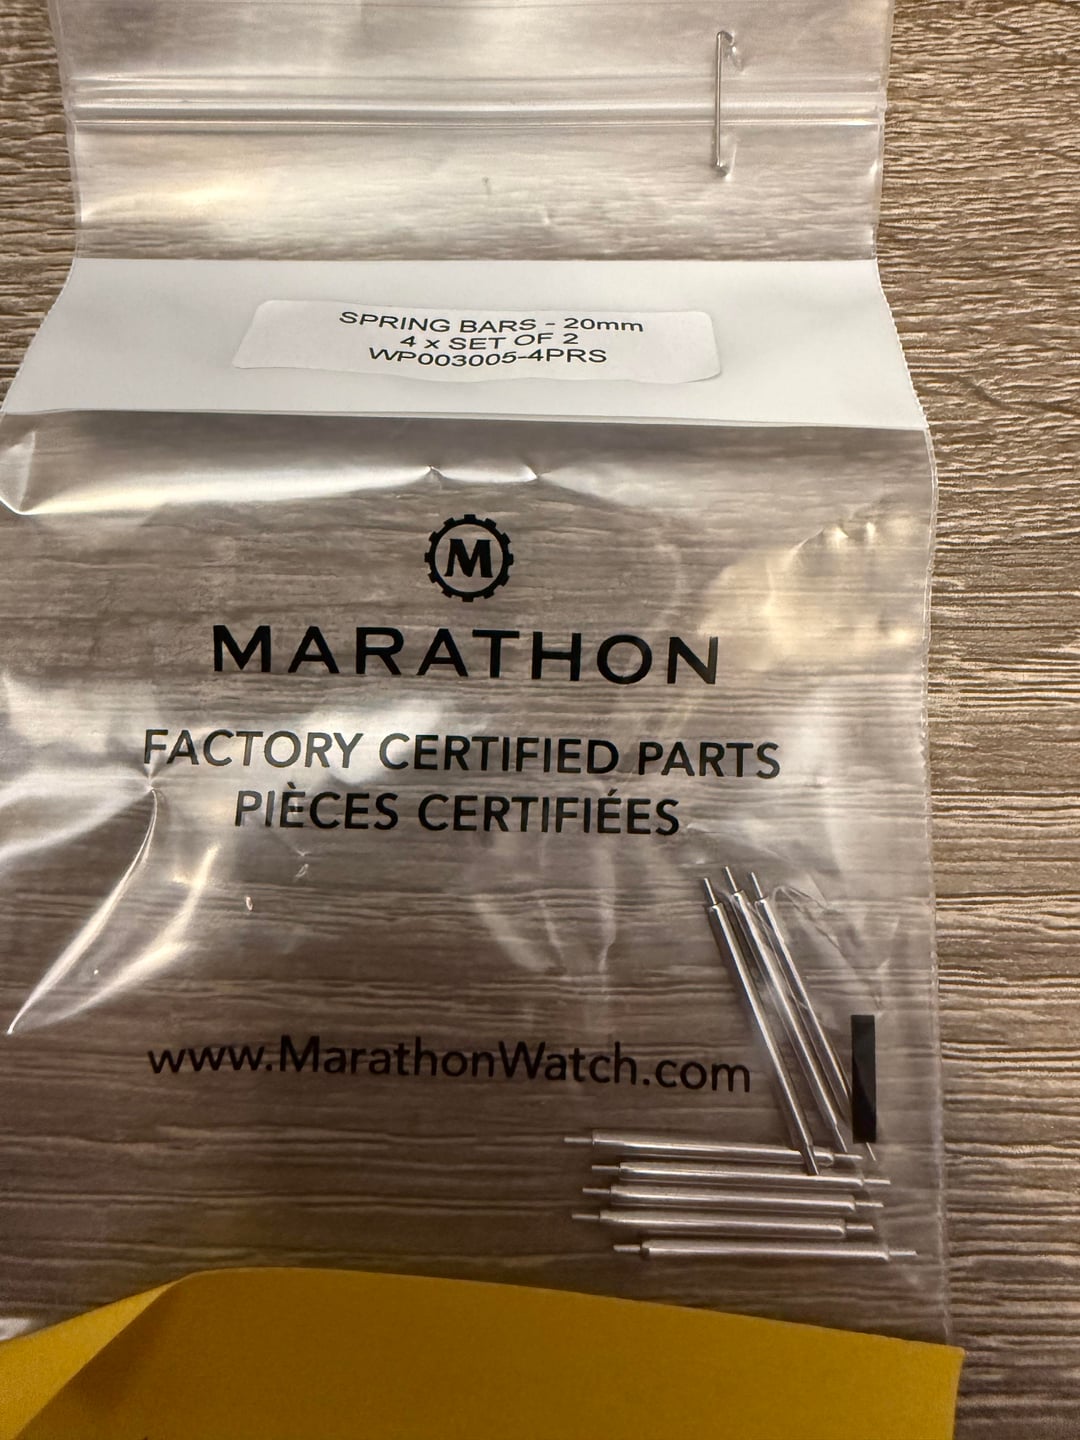 SPRING BARS - 20mm
4 x SET OF 2
WP003005-4PRS
M
MARATHON
FACTORY CERTIFIED PARTS
PIÈCES CERTIFIÉES
www.MarathonWatch.com